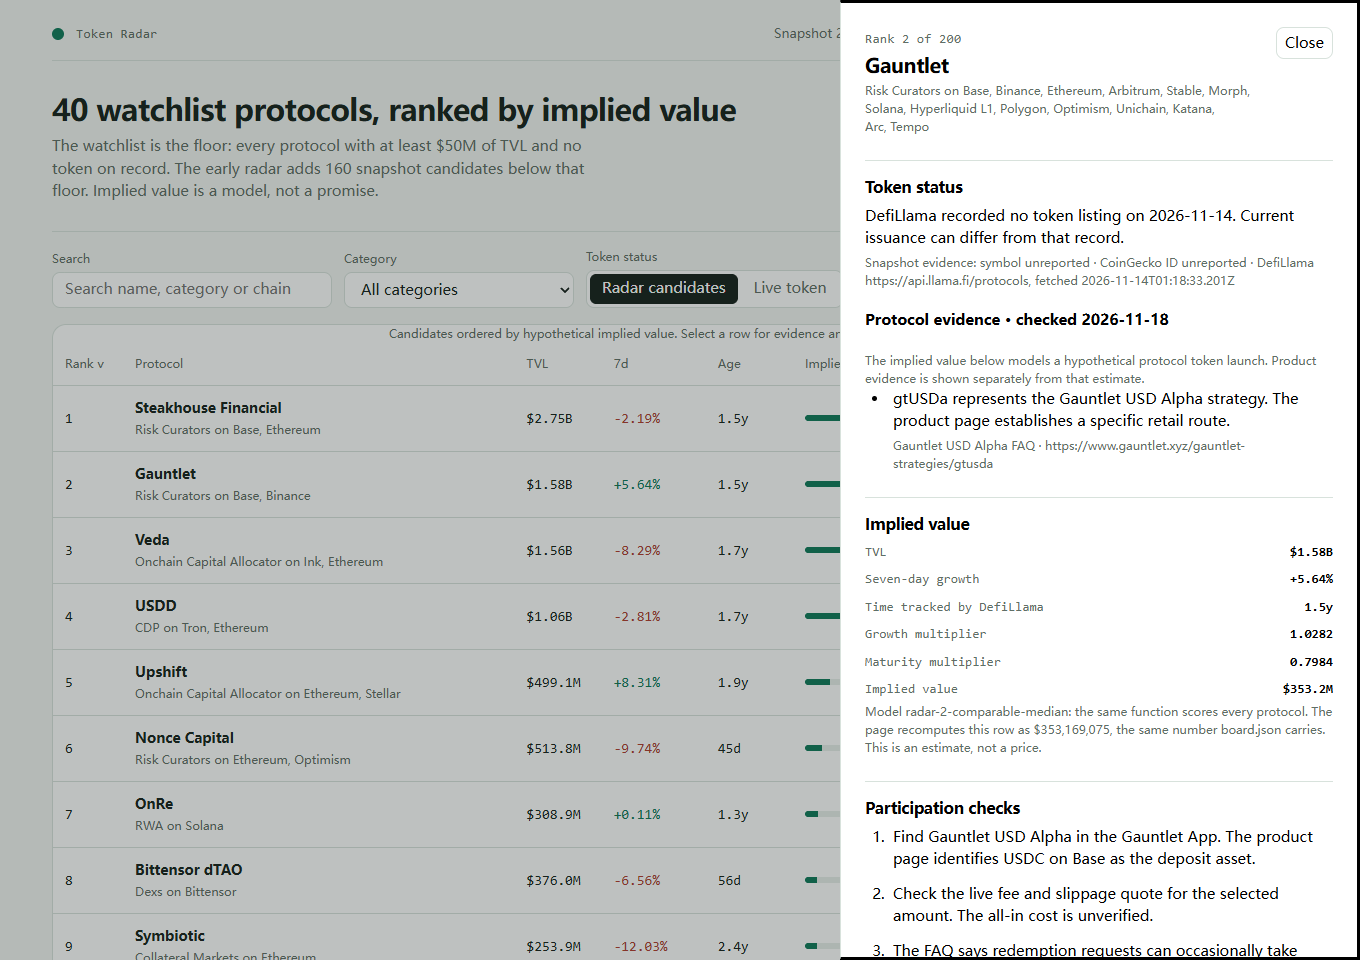 Token Radar
Snapshot 2
40 watchlist protocols, ranked by implied value
The watchlist is the floor: every protocol with at least $50M of TVL and no
token on record. The early radar adds 160 snapshot candidates below that
floor. Implied value is a model, not a promise.
Search
Category
Token status
Search name, category or chain
All categories
Radar candidates
Live token
Candidates ordered by hypothetical implied value. Select a row for evidence
Rank v Protocol TVL 7d Age
1 Steakhouse Financial $2.75B -2.19% 1.5y
Risk Curators on Base, Ethereum
2 Gauntlet $1.58B +5.64% 1.5y
Risk Curators on Base, Binance
3 Veda $1.56B -8.29% 1.7y
Onchain Capital Allocator on Ink, Ethereum
4 USDD $1.06B -2.81% 1.7y
CDP on Tron, Ethereum
5 Upshift $499.1M +8.31% 1.9y
Onchain Capital Allocator on Ethereum, Stellar
6 Nonce Capital $513.8M -9.74% 45d
Risk Curators on Ethereum, Optimism
7 OnRe $308.9M +0.11% 1.3y
RWA on Solana
8 Bittensor dTAO $376.0M -6.56% 56d
Dexs on Bittensor
9 Symbiotic $253.9M -12.03% 2.4y
Collateral Markets on Ethereum
Rank 2 of 200
Close
Gauntlet
Risk Curators on Base, Binance, Ethereum, Arbitrum, Stable, Morph,
Solana, Hyperliquid L1, Polygon, Optimism, Unichain, Katana,
Arc, Tempo
Token status
DefiLlama recorded no token listing on 2026-11-14. Current
issuance can differ from that record.
Snapshot evidence: symbol unreported · CoinGecko ID unreported · DefiLlama
https://api.llama.fi/protocols, fetched 2026-11-14T01:18:33.201Z
Protocol evidence • checked 2026-11-18
The implied value below models a hypothetical protocol token launch. Product
evidence is shown separately from that estimate.
• gtUSDa represents the Gauntlet USD Alpha strategy. The
product page establishes a specific retail route.
Gauntlet USD Alpha FAQ · https://www.gauntlet.xyz/gauntlet-
strategies/gtusda
Implied value
TVL $1.58B
Seven-day growth +5.64%
Time tracked by DefiLlama 1.5y
Growth multiplier 1.0282
Maturity multiplier 0.7984
Implied value $353.2M
Model radar-2-comparable-median: the same function scores every protocol. The
page recomputes this row as $353,169,075, the same number board.json carries.
This is an estimate, not a price.
Participation checks
1. Find Gauntlet USD Alpha in the Gauntlet App. The product
page identifies USDC on Base as the deposit asset.
2. Check the live fee and slippage quote for the selected
amount. The all-in cost is unverified.
3. The FAQ says redemption requests can occasionally take